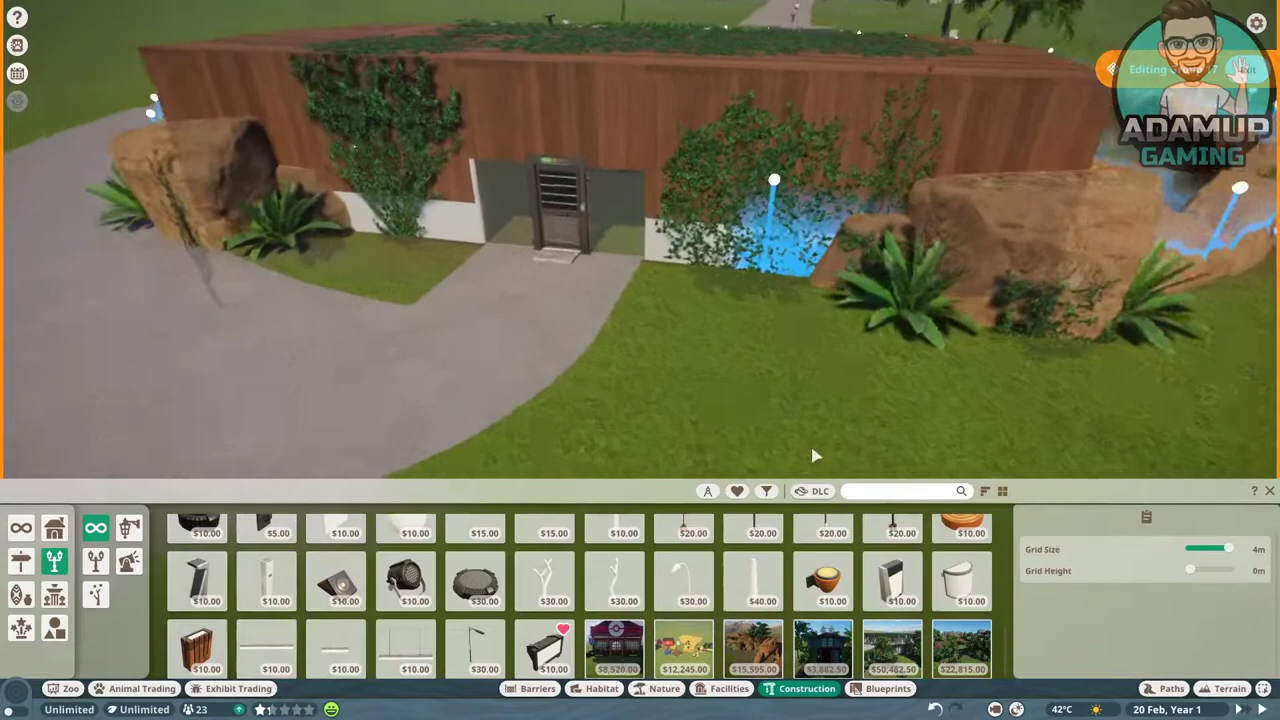 ?
Editing Group 17
Exit
ADAMUP
GAMING
DLC
? ×
$10.00 $5.00 $10.00 $10.00 $15.00 $15.00 $10.00 $20.00 $20.00 $20.00 $20.00 $10.00
$10.00 $10.00 $10.00 $10.00 $30.00 $30.00 $30.00 $30.00 $40.00 $10.00 $10.00 $10.00
$10.00 $10.00 $10.00 $10.00 $30.00 $10.00 $8,520.00 $12,245.00 $15,595.00 $3,882.50 $50,482.50 $22,815.00
Grid Size 4m
Grid Height 0m
Zoo Animal Trading Exhibit Trading Barriers Habitat Nature Facilities Construction Blueprints Paths Terrain
Unlimited Unlimited 23 42°C 20 Feb, Year 1